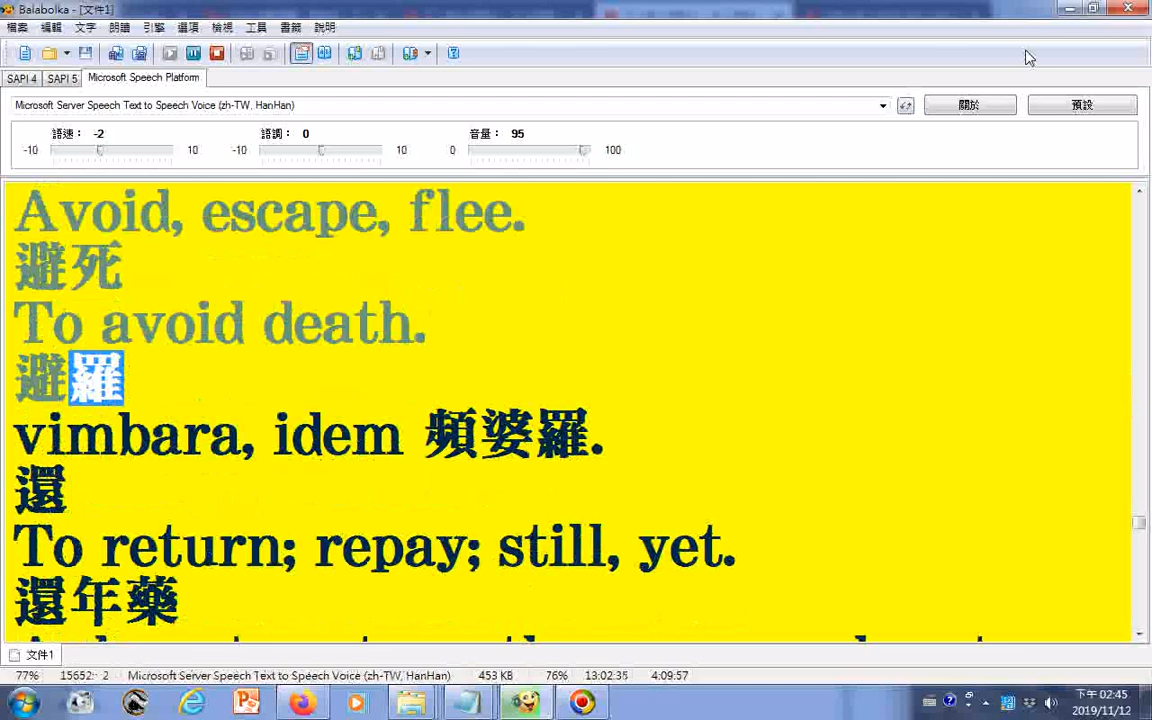 Balabolka - [文件1]
檔案 編輯 文字 朗讀 引擎 選項 檢視 工具 書籤 說明
SAPI 4 SAPI 5 Microsoft Speech Platform
Microsoft Server Speech Text to Speech Voice (zh-TW, HanHan) 關於 預設
語速： -2 語調： 0 音量： 95
-10 10 -10 10 0 100
Avoid, escape, flee.
避死
To avoid death.
避羅
vimbara, idem 頻婆羅.
還
To return; repay; still, yet.
還年藥
文件1
77% 15652: 2 Microsoft Server Speech Text to Speech Voice (zh-TW, HanHan) 453 KB 76% 13:02:35 4:09:57
下午 02:45
2019/11/12